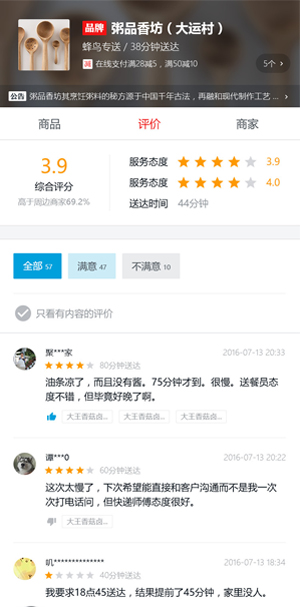 品牌 粥品香坊（大运村）
蜂鸟专送 / 38分钟送达
减 在线支付满28减5，满50减10
5个 >
公告 粥品香坊其烹饪粥料的秘方源于中国千年古法，再融和现代制作工艺 ... >
商品 评价 商家
3.9
综合评分
高于周边商家69.2%
服务态度 3.9
服务态度 4.0
送达时间 44分钟
全部 57 满意 47 不满意 10
只看有内容的评价
聚***家 2016-07-13 20:33
80分钟送达
油条凉了，而且没有酱。75分钟才到。很慢。送餐员态
度不错，但毕竟好晚了啊。
大王香菇卤... 大王香菇卤... 大王香菇卤...
谭***0 2016-07-13 20:22
60分钟送达
这次太慢了，下次希望能直接和客户沟通而不是我一次
次打电话问，但快递师傅态度很好。
大王香菇卤...
叽************** 2016-07-13 18:34
40分钟送达
我要求18点45送达，结果提前了45分钟，家里没人。